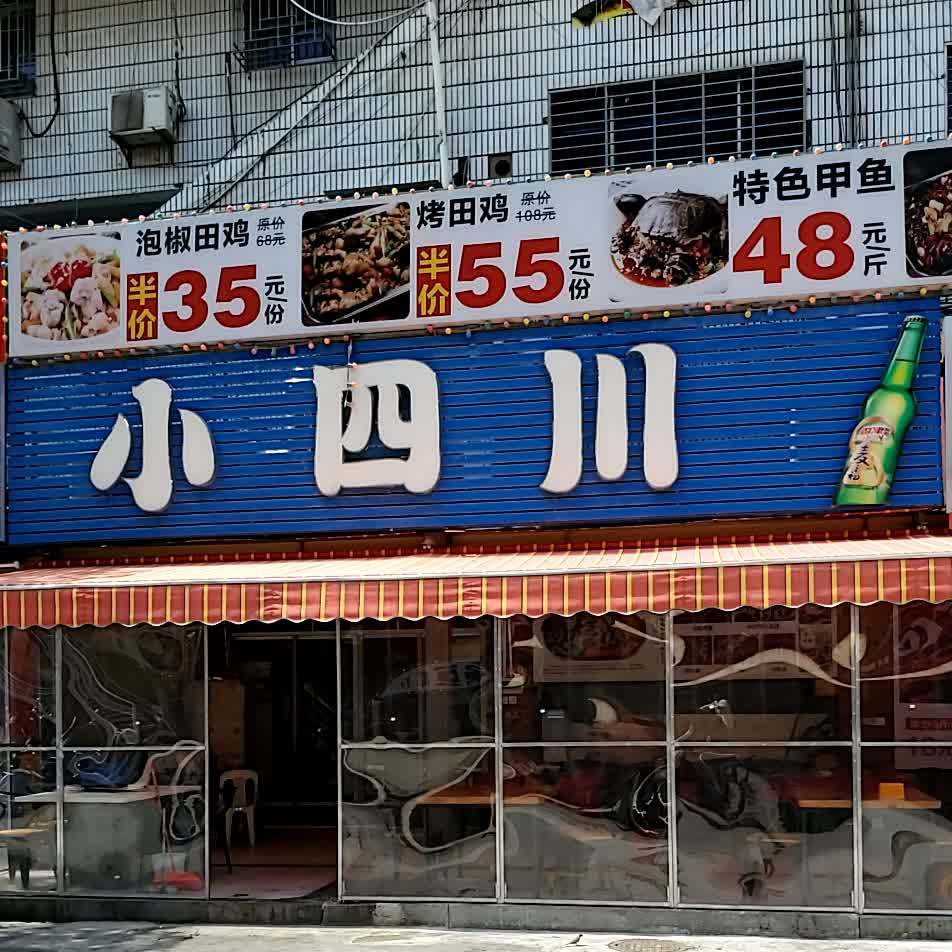 泡椒田鸡 原价 68元
半价 35 元/份
烤田鸡 原价 108元
半价 55 元/份
特色甲鱼
48 元/斤
小四川